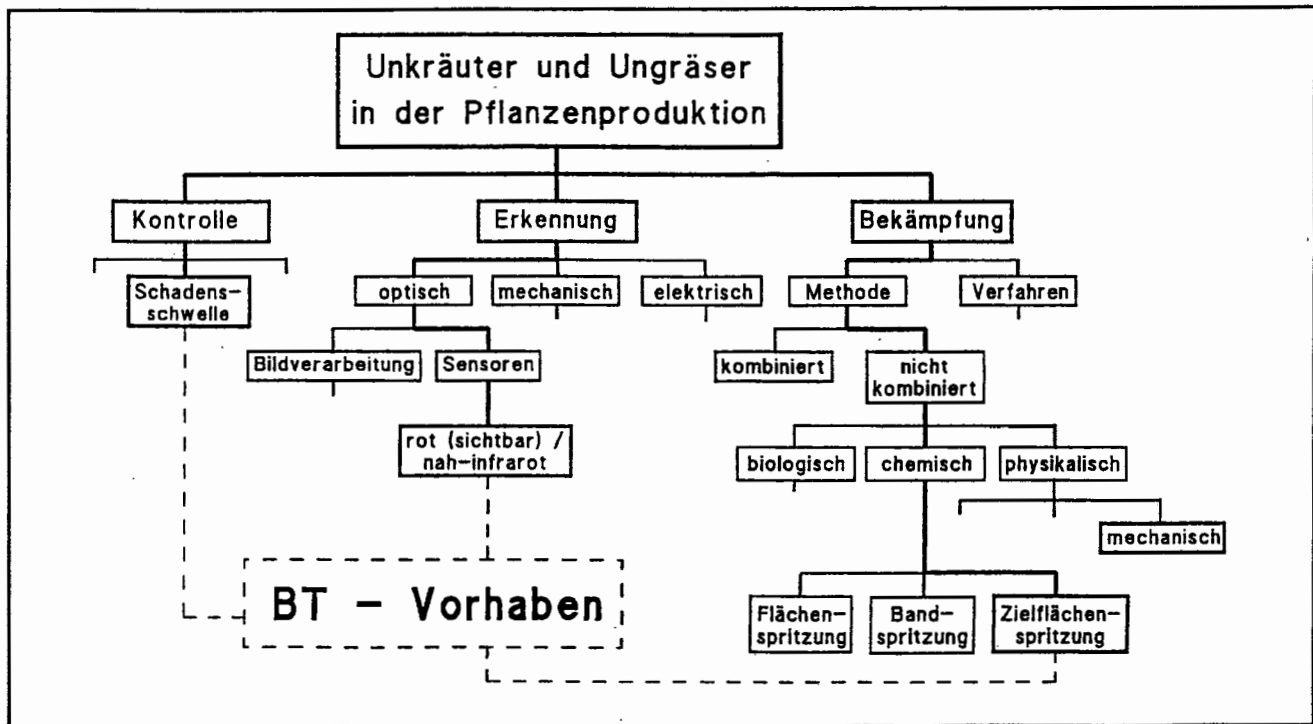 Unkräuter und Ungräser
in der Pflanzenproduktion
Kontrolle
Erkennung
Bekämpfung
Schadens-
schwelle
optisch
mechanisch
elektrisch
Methode
Verfahren
Bildverarbeitung
Sensoren
kombiniert
nicht
kombiniert
rot (sichtbar) /
nah-infrarot
biologisch
chemisch
physikalisch
mechanisch
BT - Vorhaben
Flächen-
spritzung
Band-
spritzung
Zielflächen-
spritzung